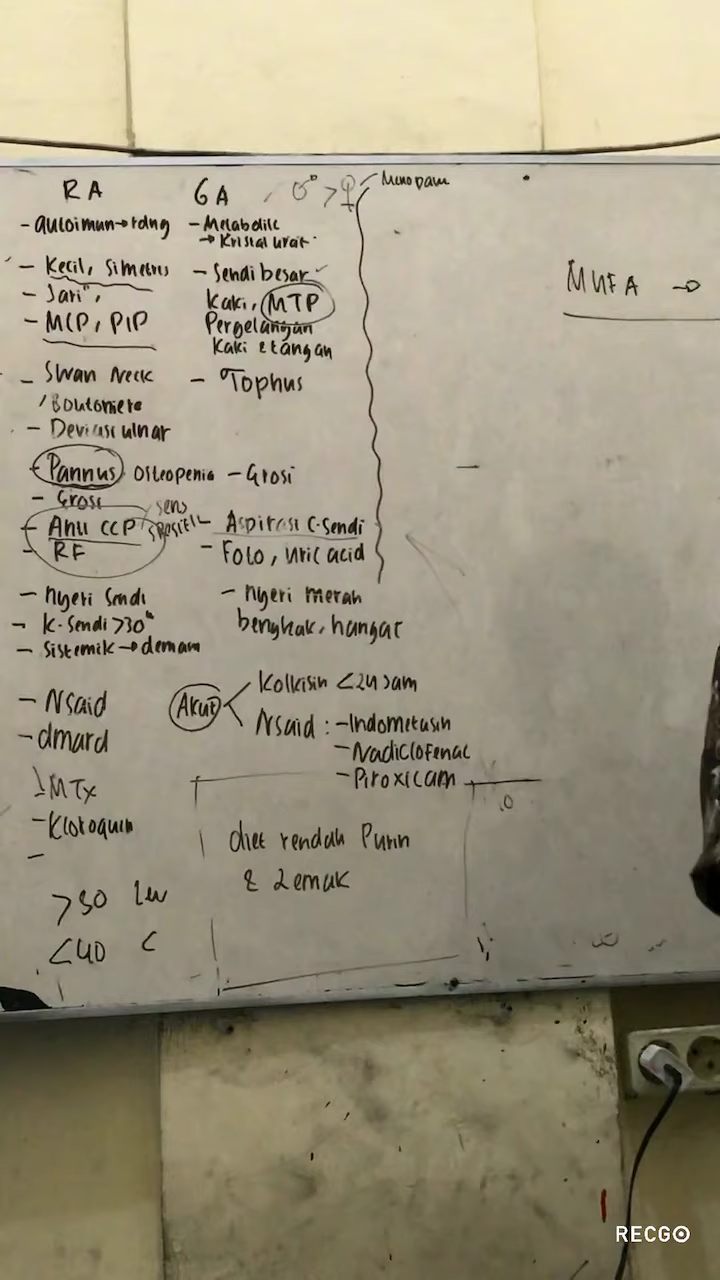 RA
- autoimun → rdng
- Kecil, Simetris
- Jari",
- MCP, PIP
- Swan Neck
/Boutoniere
- Deviasi ulnar
- Pannus Osteopenia
- Erosi
- Anti CCP sens spesifik
- RF
- nyeri Sendi
- K. Sendi >30"
- Sistemik → demam
- NSaid
- dmard
MTx
- Kloroquin
-
>30
<40 <
GA ♂ > ♀ Menopaus
- Metabolik
→ Kristal urat
- Sendi besar
Kaki, MTP
Pergelangan
Kaki & tangan
- Tophus
- Erosi
- Aspirasi C. Sendi
- Foto, uric acid
- nyeri merah
bengkak, hangat
Akut
Kolkisin <24 Jam
NSaid : - Indometasin
- Nadiclofenac
- Piroxicam
diet rendah Purin
& Lemak
MUFA →
RECGO